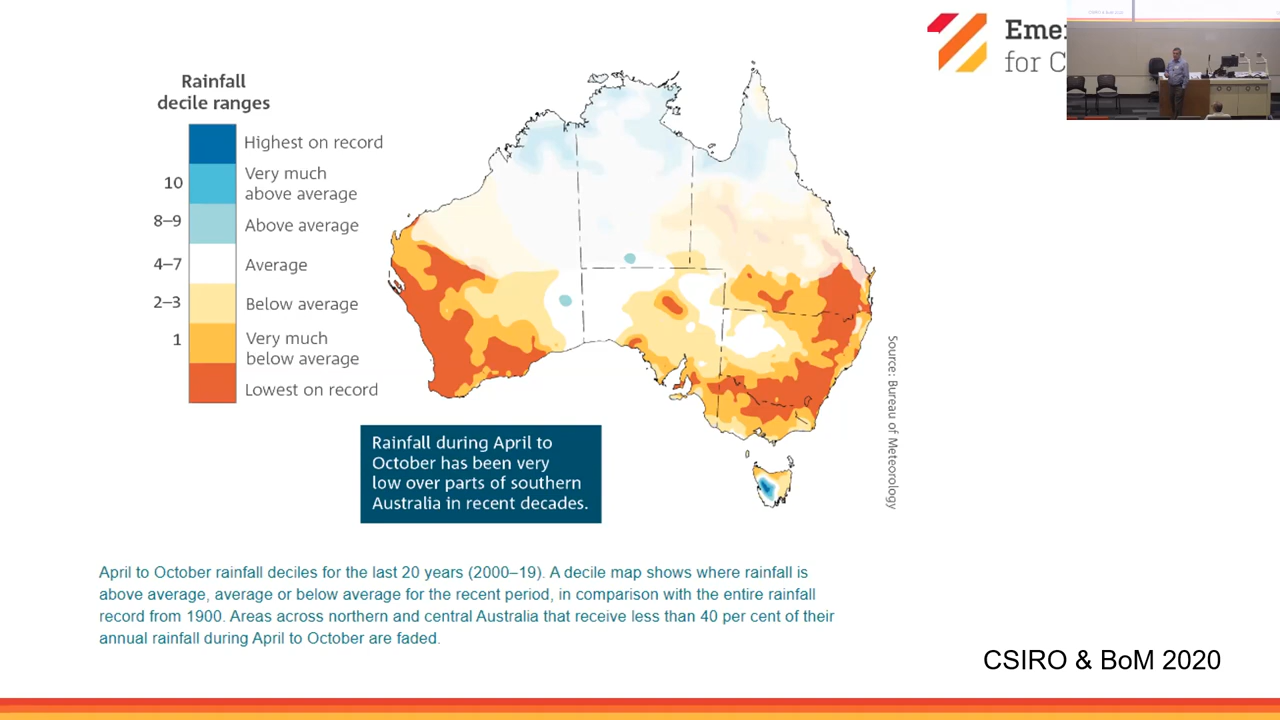 Emer
for C
CSIRO & BoM 2020
Rainfall
decile ranges
Highest on record
10
Very much
above average
8–9
Above average
4–7
Average
2–3
Below average
1
Very much
below average
Lowest on record
Source: Bureau of Meteorology
Rainfall during April to
October has been very
low over parts of southern
Australia in recent decades.
April to October rainfall deciles for the last 20 years (2000–19). A decile map shows where rainfall is
above average, average or below average for the recent period, in comparison with the entire rainfall
record from 1900. Areas across northern and central Australia that receive less than 40 per cent of their
annual rainfall during April to October are faded.
CSIRO & BoM 2020